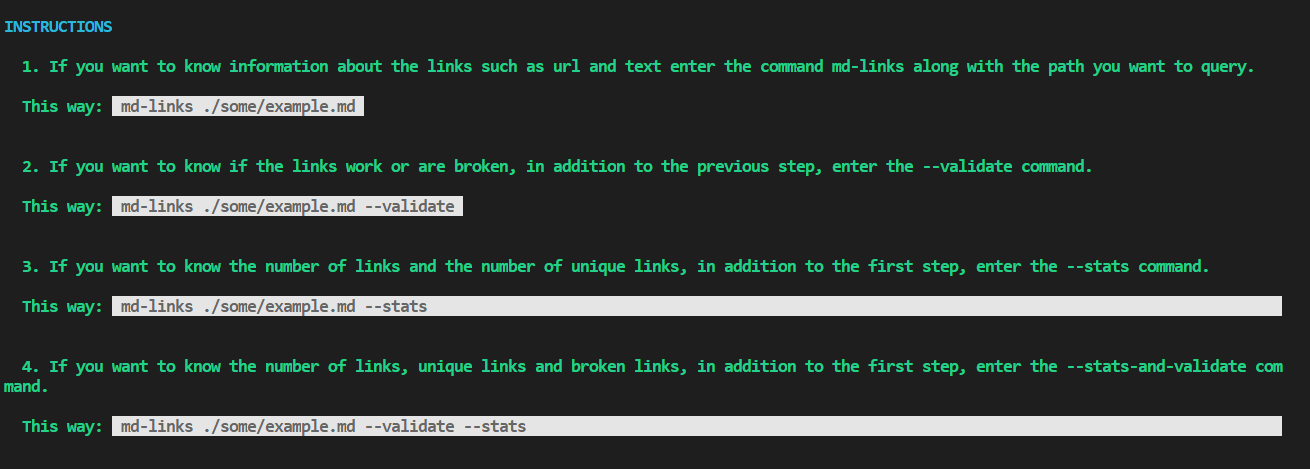 INSTRUCTIONS
1. If you want to know information about the links such as url and text enter the command md-links along with the path you want to query.
This way: md-links ./some/example.md
2. If you want to know if the links work or are broken, in addition to the previous step, enter the --validate command.
This way: md-links ./some/example.md --validate
3. If you want to know the number of links and the number of unique links, in addition to the first step, enter the --stats command.
This way: md-links ./some/example.md --stats
4. If you want to know the number of links, unique links and broken links, in addition to the first step, enter the --stats-and-validate com
mand.
This way: md-links ./some/example.md --validate --stats